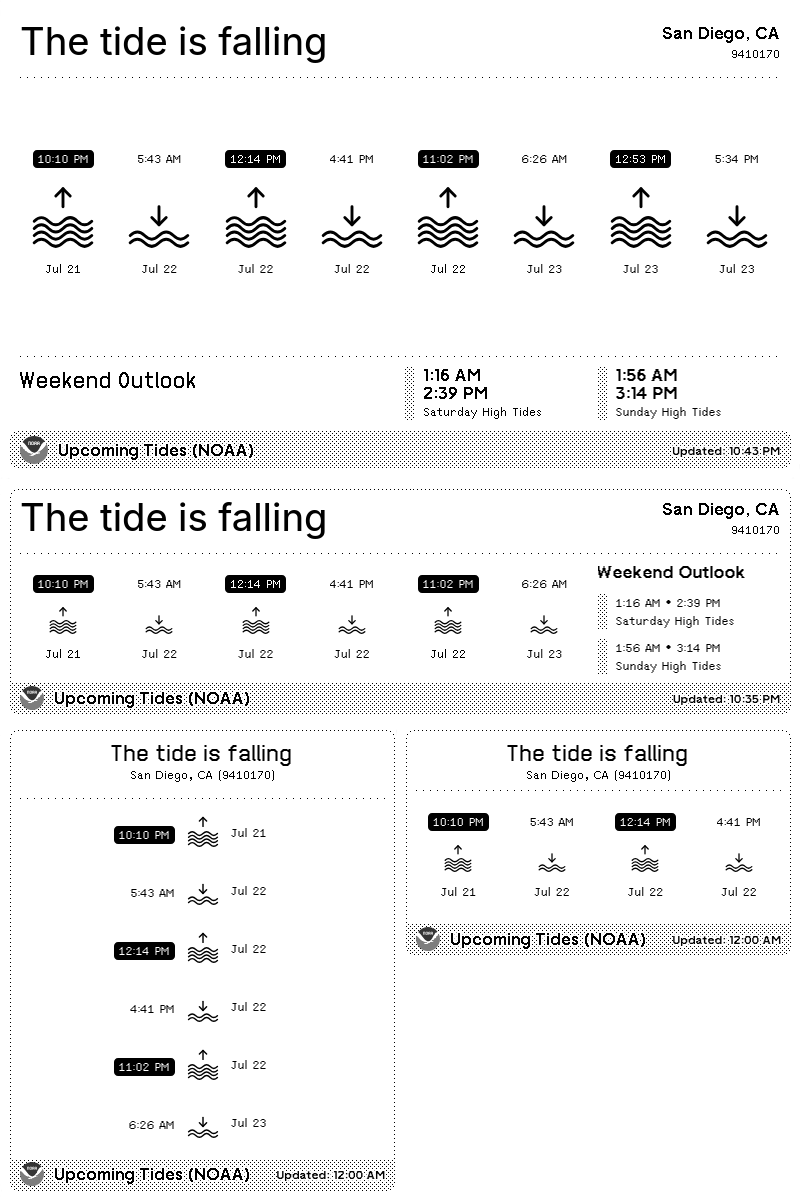 The tide is falling
San Diego, CA
9410170
10:10 PM 5:43 AM 12:14 PM 4:41 PM 11:02 PM 6:26 AM 12:53 PM 5:34 PM
Jul 21 Jul 22 Jul 22 Jul 22 Jul 22 Jul 23 Jul 23 Jul 23
Weekend Outlook
1:16 AM
2:39 PM
Saturday High Tides
1:56 AM
3:14 PM
Sunday High Tides
NOAA
Upcoming Tides (NOAA)
Updated: 10:43 PM
The tide is falling
San Diego, CA
9410170
10:10 PM 5:43 AM 12:14 PM 4:41 PM 11:02 PM 6:26 AM
Jul 21 Jul 22 Jul 22 Jul 22 Jul 22 Jul 23
Weekend Outlook
1:16 AM • 2:39 PM
Saturday High Tides
1:56 AM • 3:14 PM
Sunday High Tides
Upcoming Tides (NOAA)
Updated: 10:35 PM
The tide is falling
San Diego, CA (9410170)
10:10 PM Jul 21
5:43 AM Jul 22
12:14 PM Jul 22
4:41 PM Jul 22
11:02 PM Jul 22
6:26 AM Jul 23
Upcoming Tides (NOAA)
Updated: 12:00 AM
The tide is falling
San Diego, CA (9410170)
10:10 PM 5:43 AM 12:14 PM 4:41 PM
Jul 21 Jul 22 Jul 22 Jul 22
Upcoming Tides (NOAA)
Updated: 12:00 AM